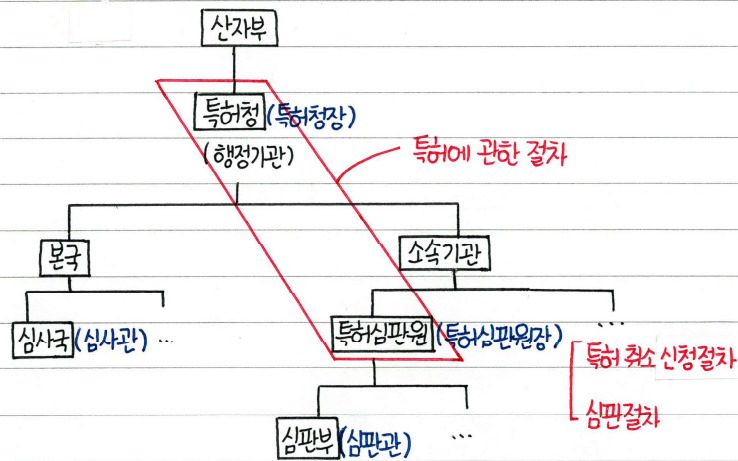 산자부
특허청 (특허청장)
(행정기관)
특허에 관한 절차
본국
소속기관
심사국 (심사관) ...
특허심판원 (특허심판원장) ...
특허 취소 신청절차
심판절차
심판부 (심판관) ...